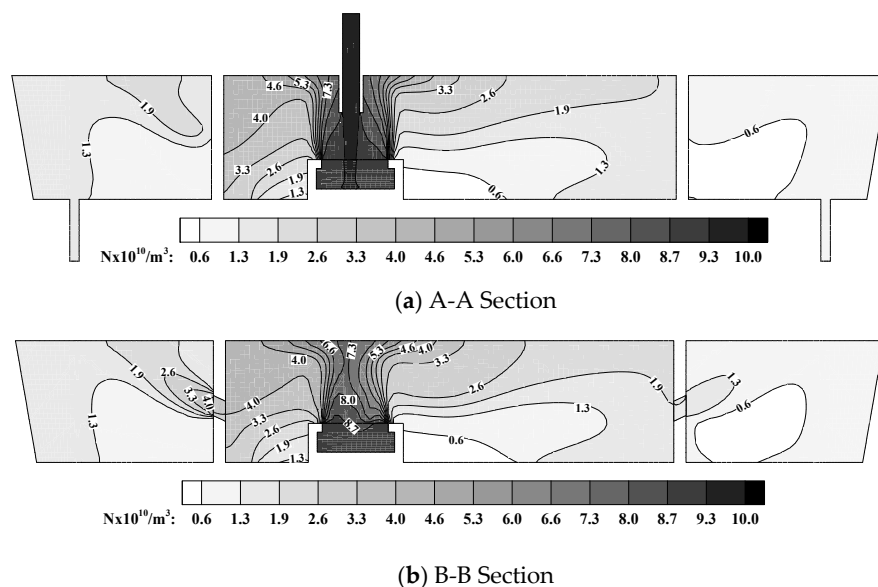 4.6 5.3 7.3 3.3 2.6 1.9 0.6
1.9 4.0
1.3 3.3 2.6 1.9 1.3 1.3 0.6
0.6 1.3 1.9 2.6 3.3 4.0 4.6 5.3 6.0 6.6 7.3 8.0 8.7 9.3 10.0
Nx10¹⁰/m³:
(a) A-A Section
4.0 6.6 7.3 5.3 4.6 4.0 3.3
2.6 1.9 3.3 4.0 4.0 8.0 2.6 1.9 1.3 0.6
1.3 3.3 2.6 1.9 1.3 8.7 0.6 1.3
0.6 1.3 1.9 2.6 3.3 4.0 4.6 5.3 6.0 6.6 7.3 8.0 8.7 9.3 10.0
Nx10¹⁰/m³:
(b) B-B Section